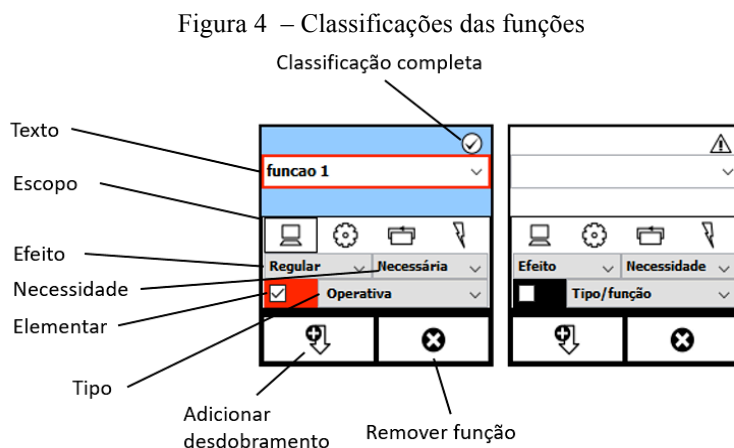 Figura 4 – Classificações das funções
Classificação completa
Texto
funcao 1
Escopo
Efeito
Regular
Necessária
Efeito
Necessidade
Necessidade
Elementar
Operativa
Tipo/função
Tipo
Adicionar
desdobramento
Remover função